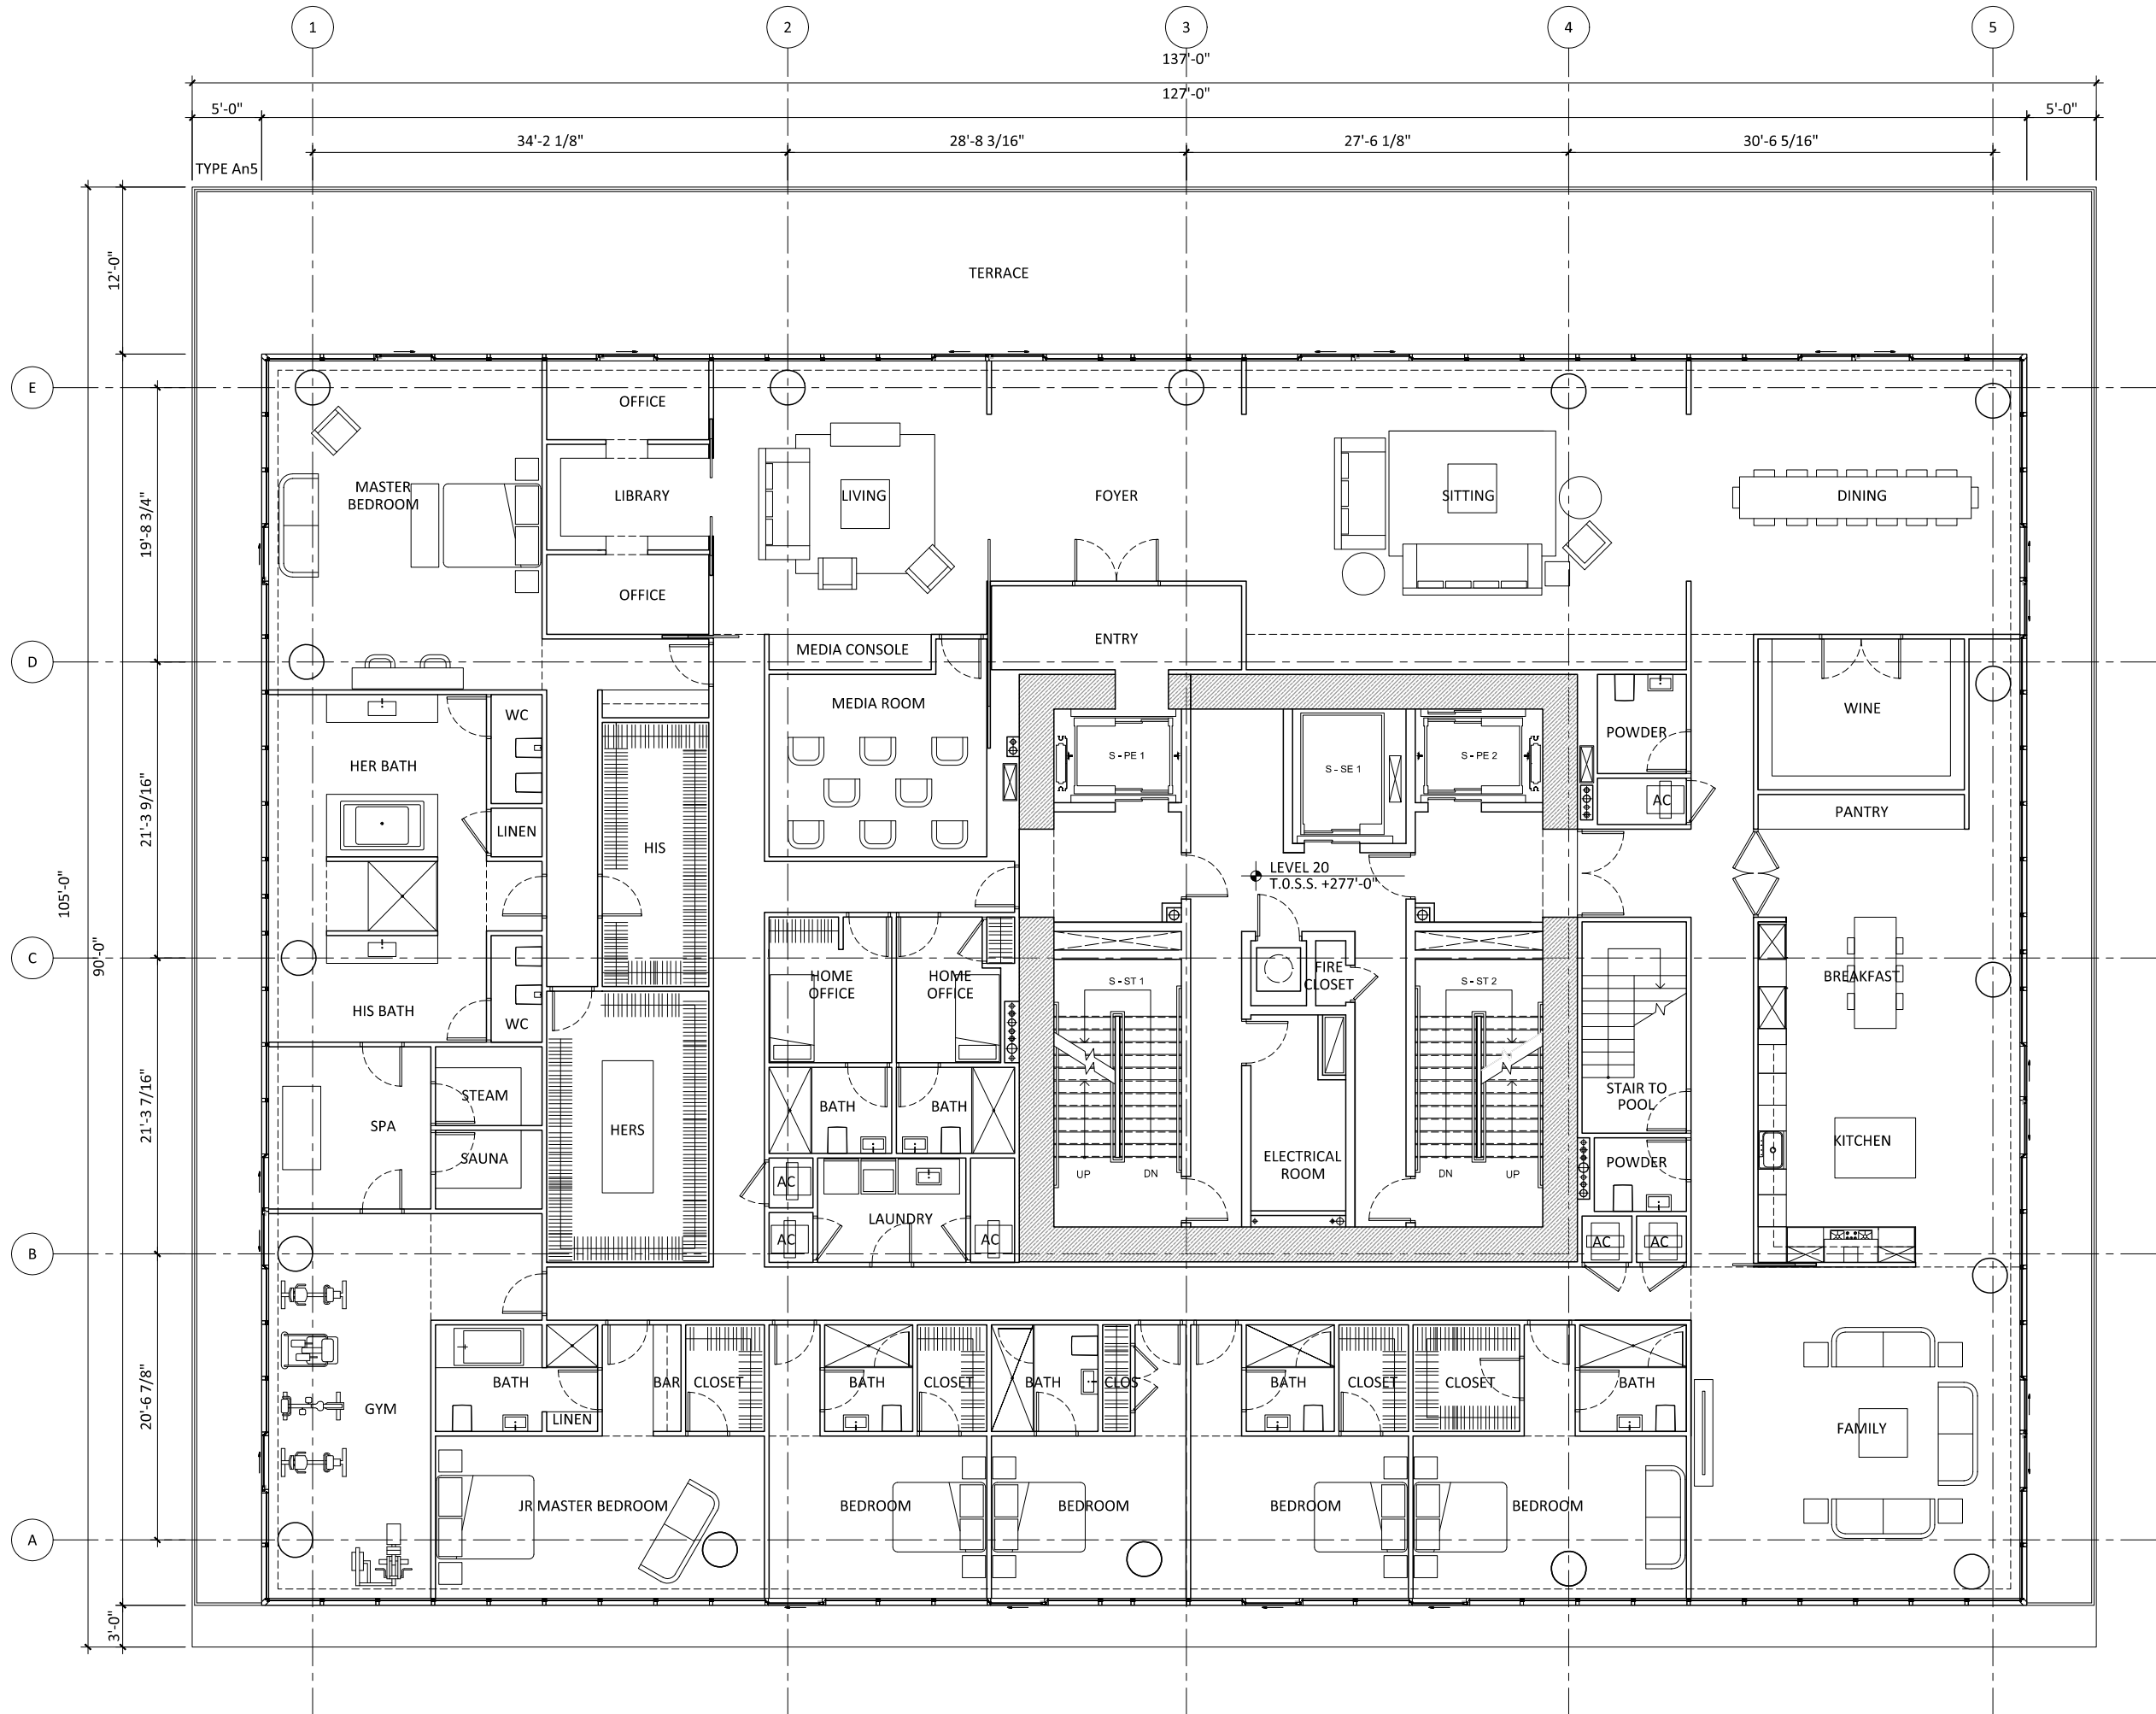 1
2
3
4
5
137'-0"
127'-0"
5'-0"
5'-0"
34'-2 1/8"
28'-8 3/16"
27'-6 1/8"
30'-6 5/16"
TYPE An5
12'-0"
TERRACE
E
OFFICE
MASTER
BEDROOM
LIBRARY
LIVING
FOYER
SITTING
DINING
19'-8 3/4"
OFFICE
ENTRY
MEDIA CONSOLE
D
MEDIA ROOM
WC
WINE
POWDER
HER BATH
S - PE 1
S - SE 1
S - PE 2
AC
PANTRY
21'-3 9/16"
LINEN
HIS
LEVEL 20
T.O.S.S. +277'-0"
105'-0"
90'-0"
C
HOME
OFFICE
HOME
OFFICE
FIRE
CLOSET
S - ST 1
S - ST 2
BREAKFAST
HIS BATH
WC
21'-3 7/16"
STEAM
SPA
HERS
BATH
BATH
STAIR TO
POOL
KITCHEN
SAUNA
ELECTRICAL
ROOM
POWDER
UP
DN
DN
UP
AC
LAUNDRY
AC
AC
AC
AC
B
20'-6 7/8"
GYM
BATH
BAR
CLOSET
BATH
CLOSET
BATH
CLOS
BATH
CLOSET
CLOSET
BATH
LINEN
FAMILY
JR MASTER BEDROOM
BEDROOM
BEDROOM
BEDROOM
BEDROOM
A
3'-0"